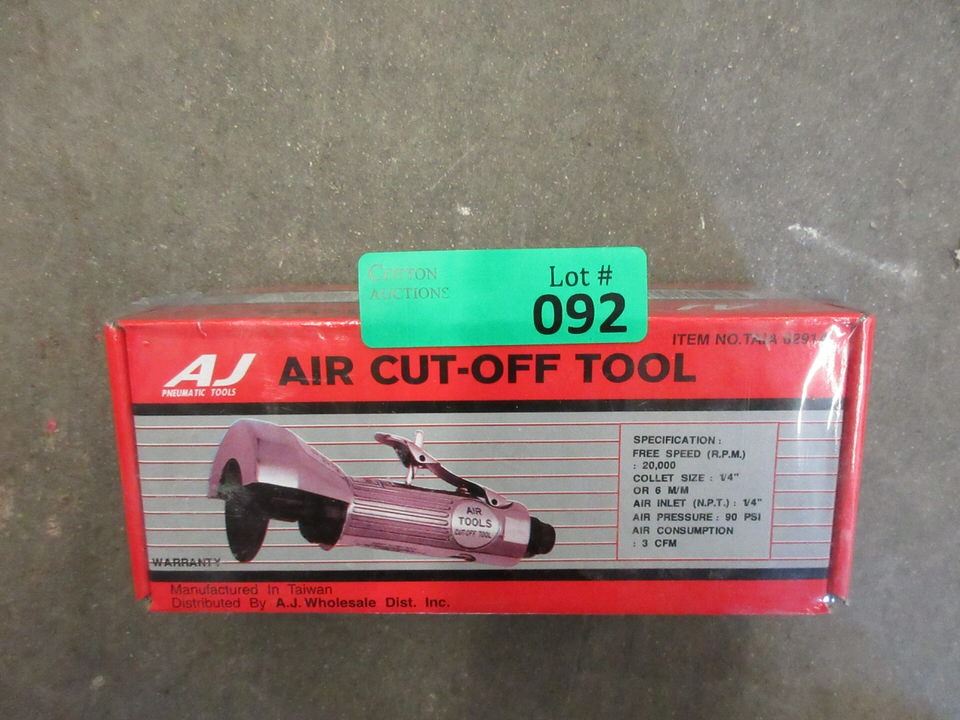 Lot #
AUCTIONS
092
ITEM NO.TAIA
AJ
PNEUMATIC TOOLS
AIR CUT-OFF TOOL
SPECIFICATION :
FREE SPEED (R.P.M.)
: 20,000
COLLET SIZE : 1/4"
OR 6 M/M
AIR INLET (N.P.T.) : 1/4"
AIR PRESSURE : 90 PSI
AIR CONSUMPTION
: 3 CFM
AIR
TOOLS
CUT-OFF TOOL
WARRANTY
Manufactured In Taiwan
Distributed By A.J. Wholesale Dist. Inc.